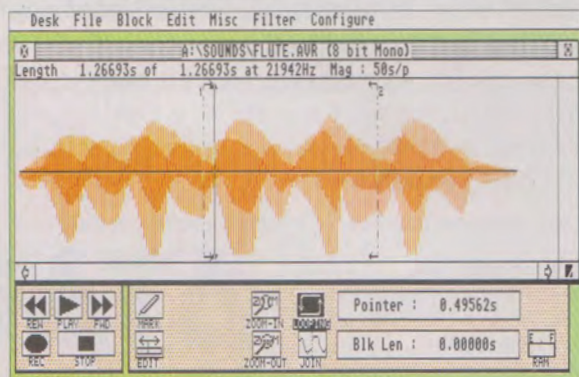 Desk File Block Edit Misc Filter Configure
A:\SOUNDS\FLUTE.AVR (8 bit Mono)
Length 1.26693s of 1.26693s at 21942Hz Mag : 50s/p
1 2
REW PLAY FWD
REC STOP
MARK
EDIT
ZOOM-IN
ZOOM-OUT
LOOPING
JOIN
Pointer : 0.49562s
Blk Len : 0.00000s
E F
RAM